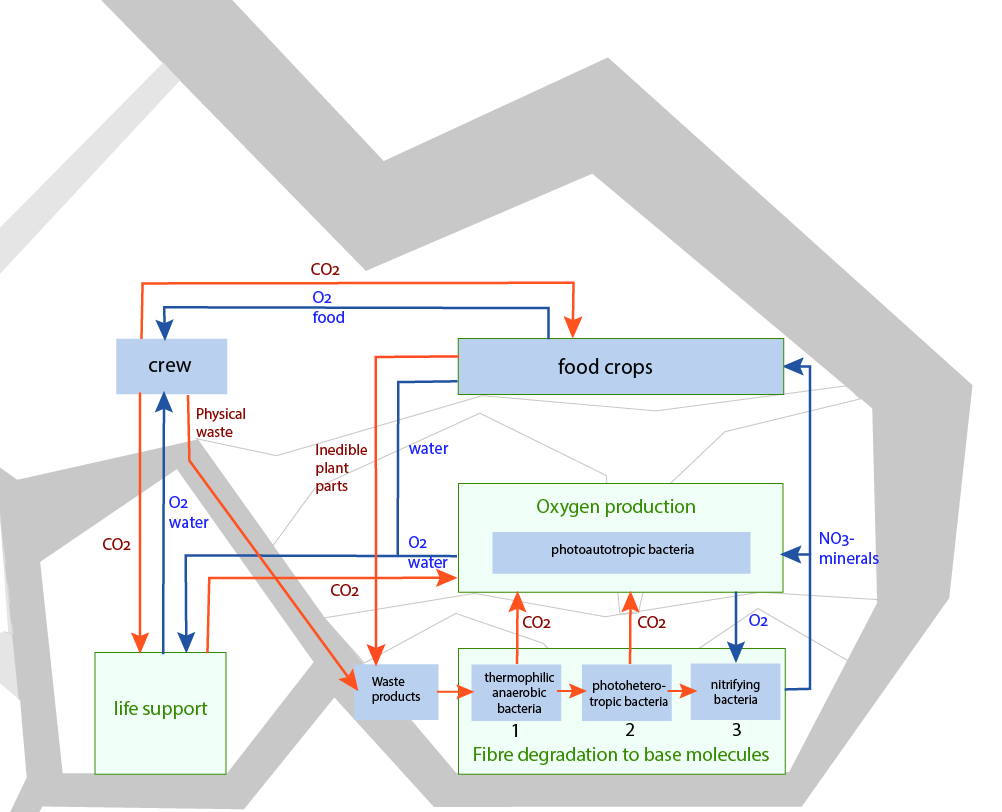 CO2
O2
food
crew
food crops
Physical
waste
Inedible
plant
parts
water
O2
water
CO2
Oxygen production
photoautotropic bacteria
O2
water
NO3-
minerals
CO2
CO2
CO2
O2
life support
Waste
products
thermophilic
anaerobic
bacteria
1
photohetero-
tropic bacteria
2
nitrifying
bacteria
3
Fibre degradation to base molecules